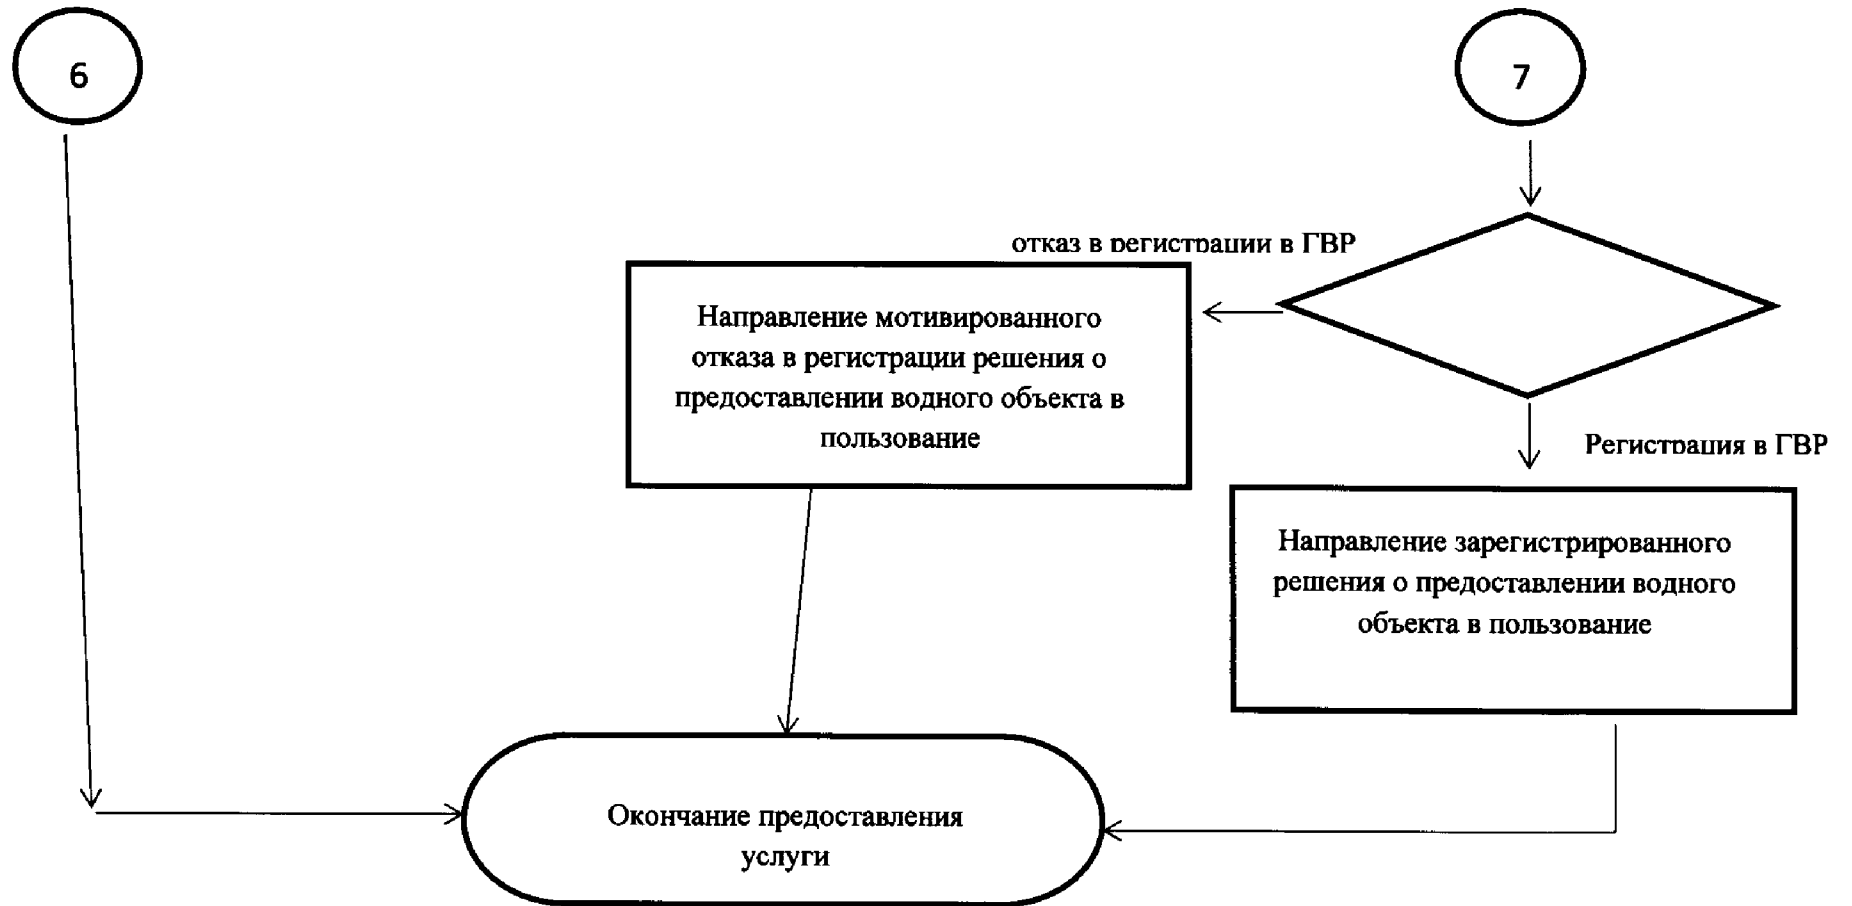 6
7
отказ в регистрации в ГВР
Направление мотивированного
отказа в регистрации решения о
предоставлении водного объекта в
пользование
Регистрация в ГВР
Направление зарегистрированного
решения о предоставлении водного
объекта в пользование
Окончание предоставления
услуги